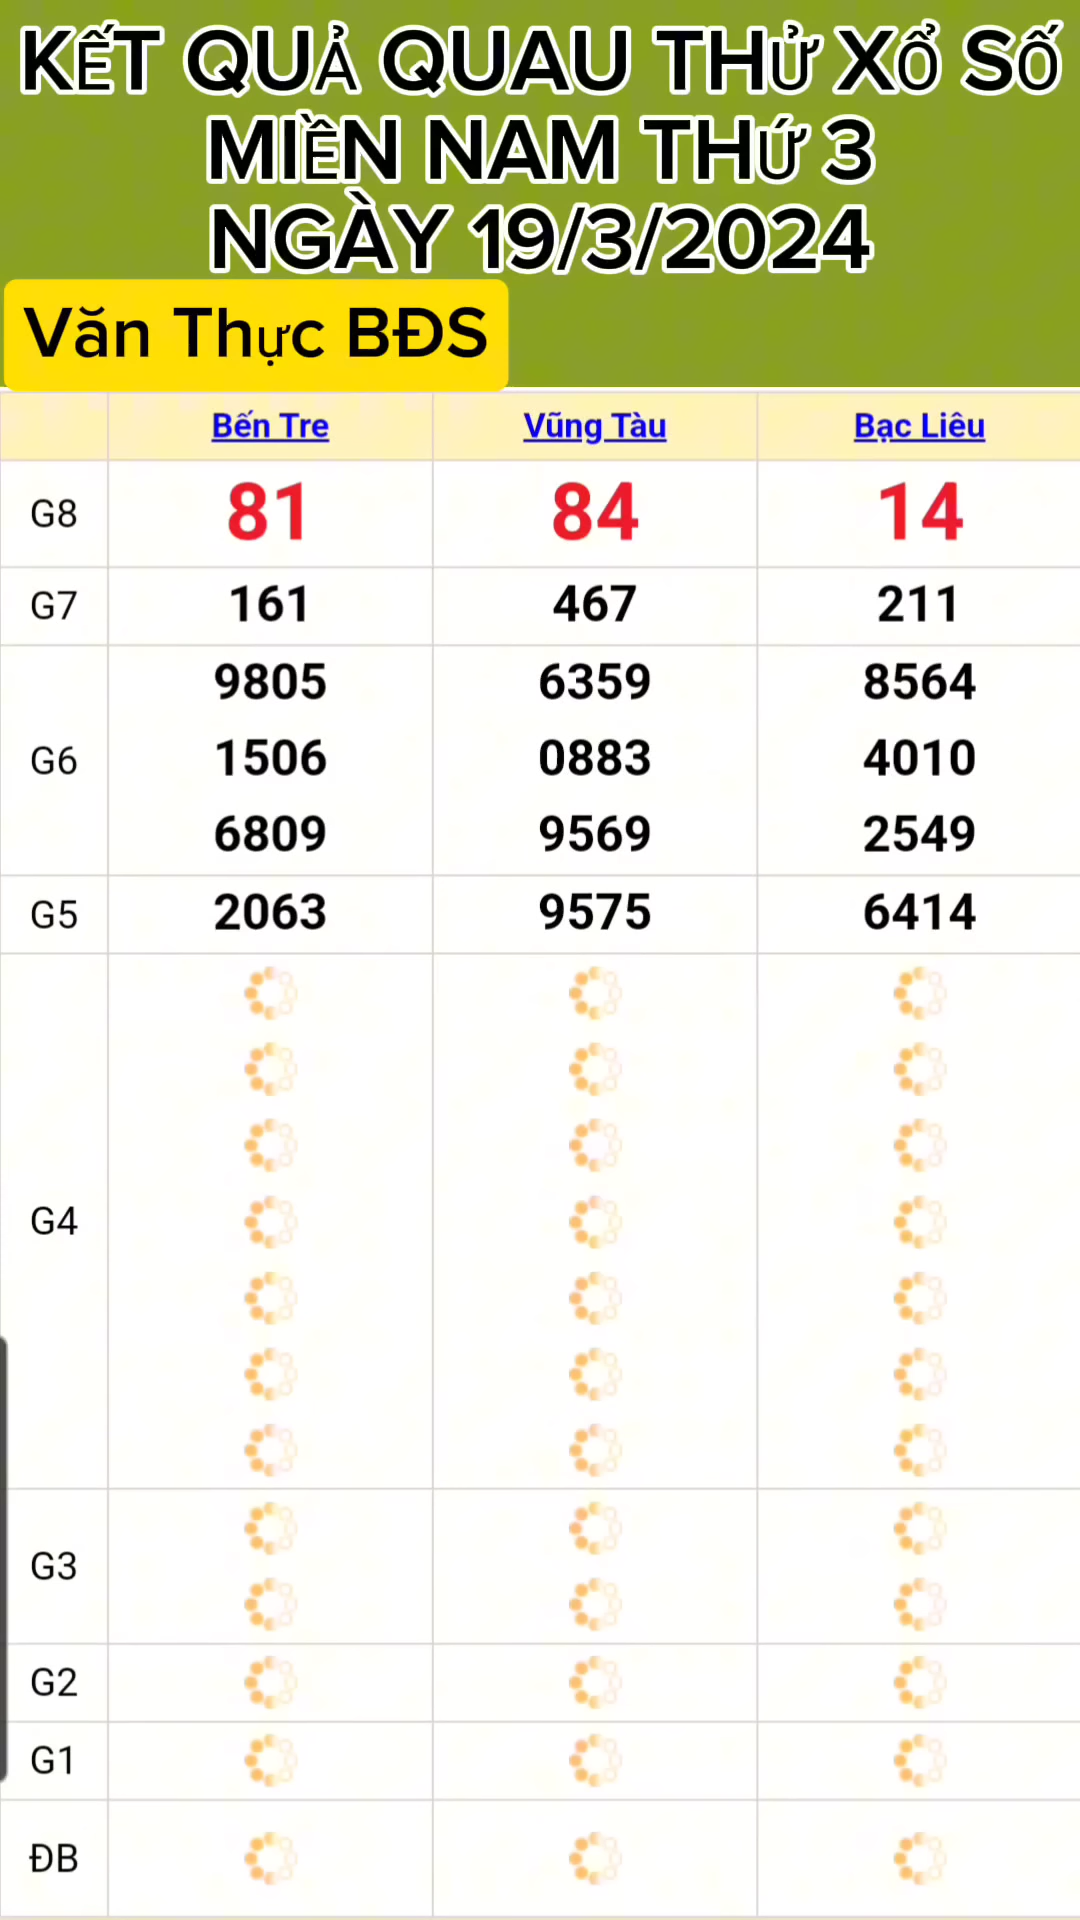 KẾT QUẢ QUAU THỬ XỔ SỐ
MIỀN NAM THỨ 3
NGÀY 19/3/2024
Văn Thực BĐS
Bến Tre Vũng Tàu Bạc Liêu
G8 81 84 14
G7 161 467 211
9805 6359 8564
G6 1506 0883 4010
6809 9569 2549
G5 2063 9575 6414
G4
G3
G2
G1
ĐB